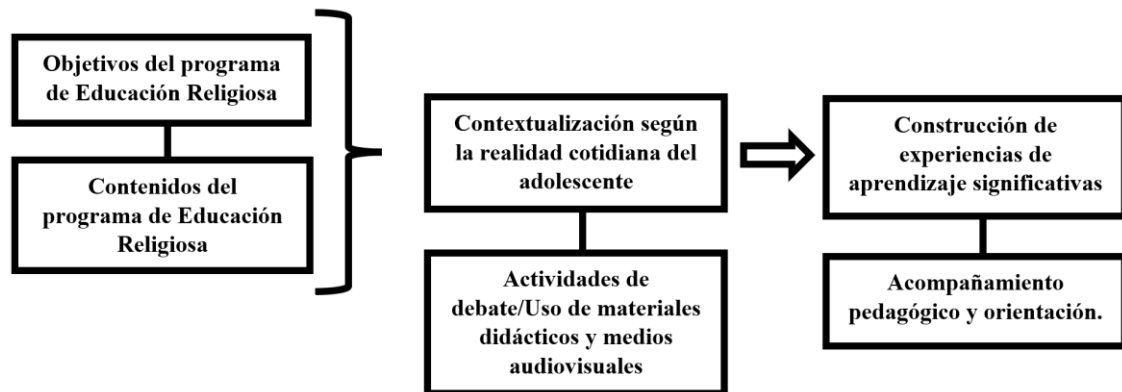 Objetivos del programa
de Educación Religiosa
Contenidos del
programa de Educación
Religiosa
Contextualización según
la realidad cotidiana del
adolescente
Actividades de
debate/Uso de materiales
didácticos y medios
audiovisuales
Construcción de
experiencias de
aprendizaje significativas
Acompañamiento
pedagógico y orientación.